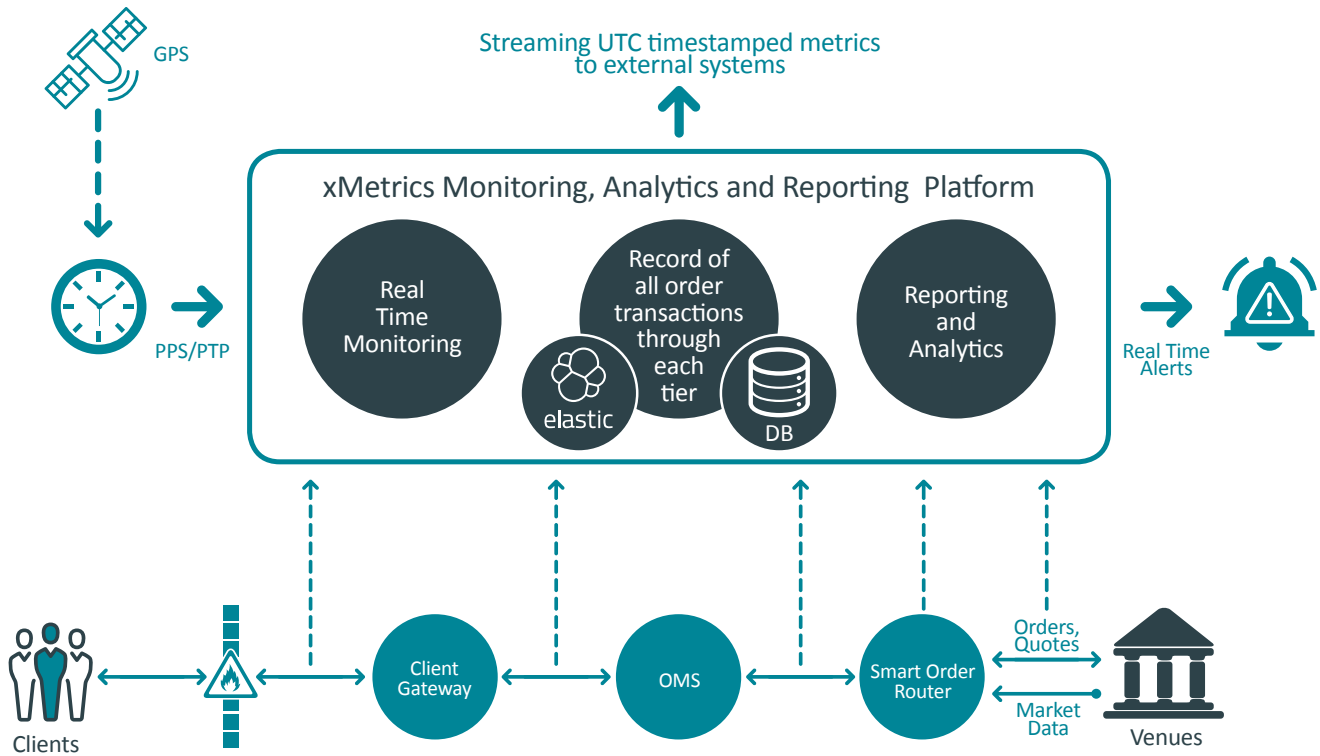 GPS
Streaming UTC timestamped metrics
to external systems
xMetrics Monitoring, Analytics and Reporting Platform
Real
Time
Monitoring
Record of
all order
transactions
through
each
tier
elastic
DB
Reporting
and
Analytics
PPS/PTP
Real Time
Alerts
Clients
Client
Gateway
OMS
Smart Order
Router
Orders,
Quotes
Market
Data
Venues